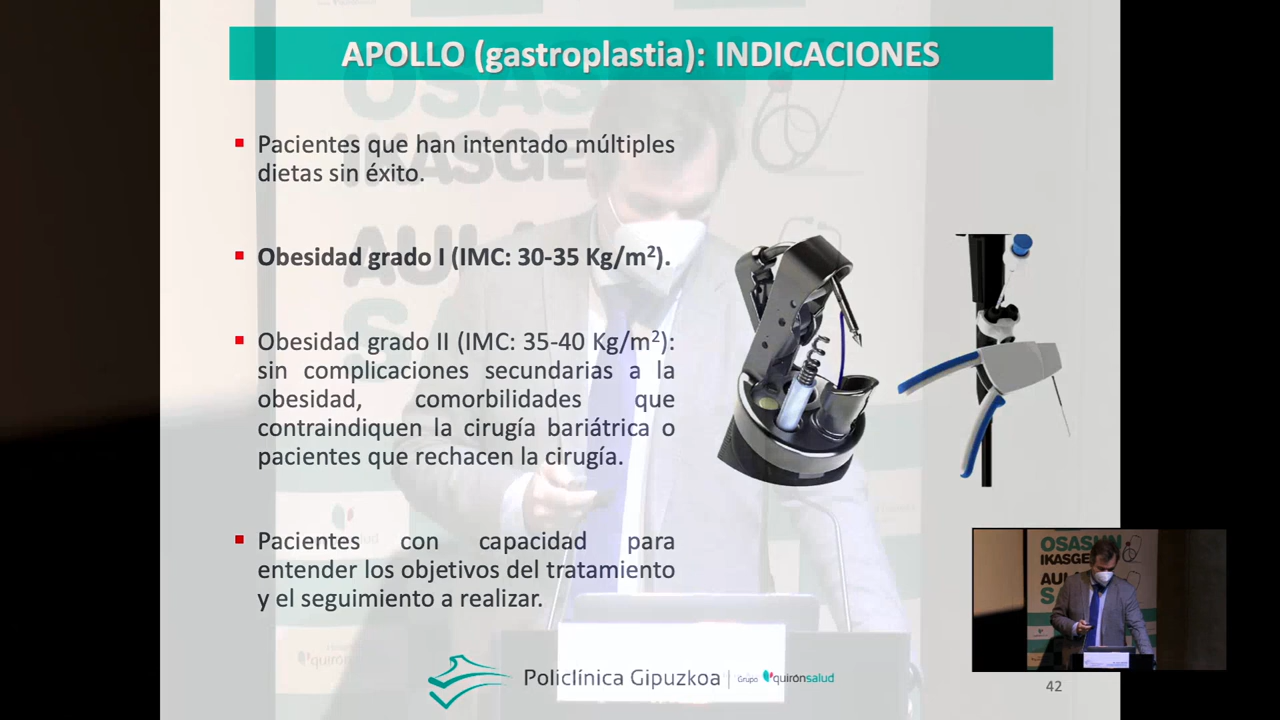 APOLLO (gastroplastia): INDICACIONES
Pacientes que han intentado múltiples
dietas sin éxito.
Obesidad grado I (IMC: 30-35 Kg/m²).
Obesidad grado II (IMC: 35-40 Kg/m²):
sin complicaciones secundarias a la
obesidad, comorbilidades que
contraindiquen la cirugía bariátrica o
pacientes que rechacen la cirugía.
Pacientes con capacidad para
entender los objetivos del tratamiento
y el seguimiento a realizar.
Policlínica Gipuzkoa | Grupo quirónsalud
42
OSASUN
IKASGE
AULA